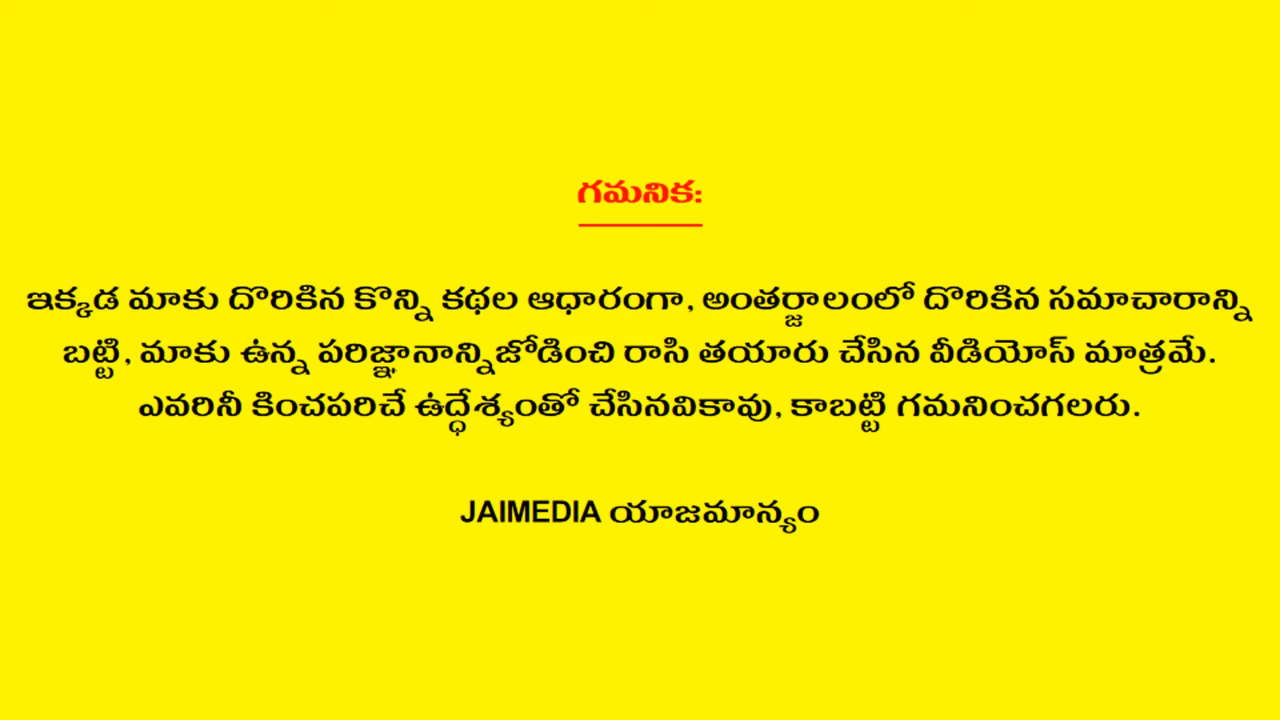 గమనిక:
ఇక్కడ మాకు దొరికిన కొన్ని కథల ఆధారంగా, అంతర్జాలంలో దొరికిన సమాచారాన్ని
బట్టి, మాకు ఉన్న పరిజ్ఞానాన్నిజోడించి రాసి తయారు చేసిన వీడియోస్ మాత్రమే.
ఎవరినీ కించపరిచే ఉద్ధేశ్యంతో చేసినవికావు, కాబట్టి గమనించగలరు.
JAIMEDIA యాజమాన్యం